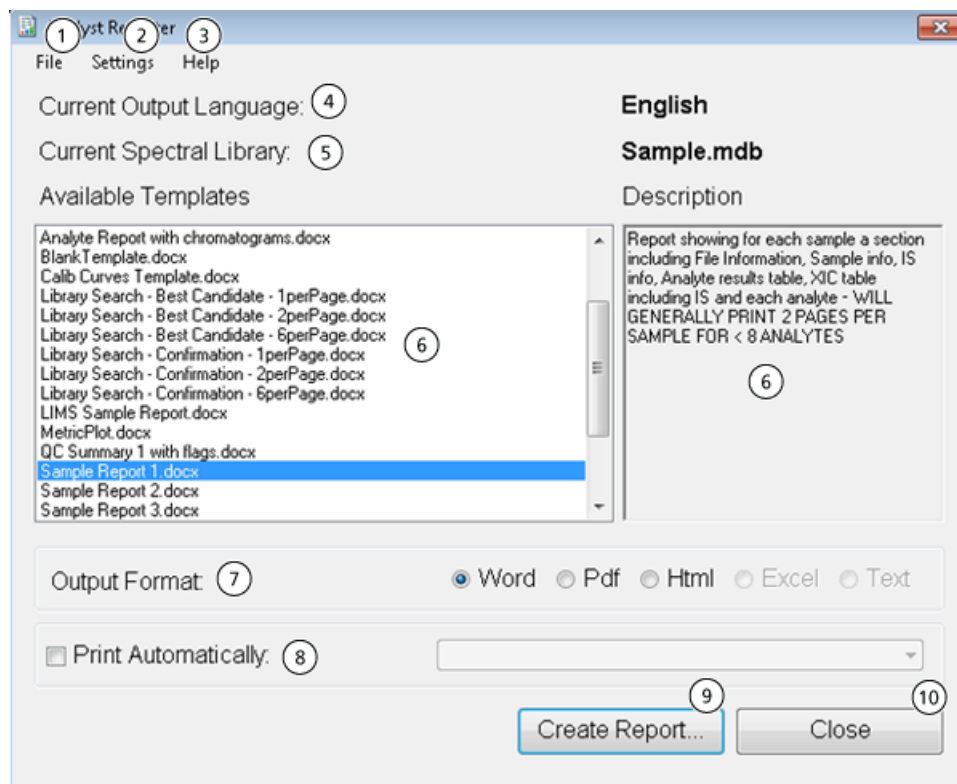 1 2 3
File Settings Help
Current Output Language: 4 English
Current Spectral Library: 5 Sample.mdb
Available Templates Description
Analyte Report with chromatograms.docx
BlankTemplate.docx
Calib Curves Template.docx
Library Search - Best Candidate - 1perPage.docx
Library Search - Best Candidate - 2perPage.docx
Library Search - Best Candidate - 6perPage.docx
Library Search - Confirmation - 1perPage.docx
Library Search - Confirmation - 2perPage.docx
Library Search - Confirmation - 6perPage.docx
LIMS Sample Report.docx
MetricPlot.docx
QC Summary 1 with flags.docx
Sample Report 1.docx
Sample Report 2.docx
Sample Report 3.docx
6
Report showing for each sample a section
including File Information, Sample info, IS
info, Analyte results table, XIC table
including IS and each analyte - WILL
GENERALLY PRINT 2 PAGES PER
SAMPLE FOR < 8 ANALYTES
6
Output Format: 7 Word Pdf Html Excel Text
Print Automatically: 8
9 10
Create Report... Close